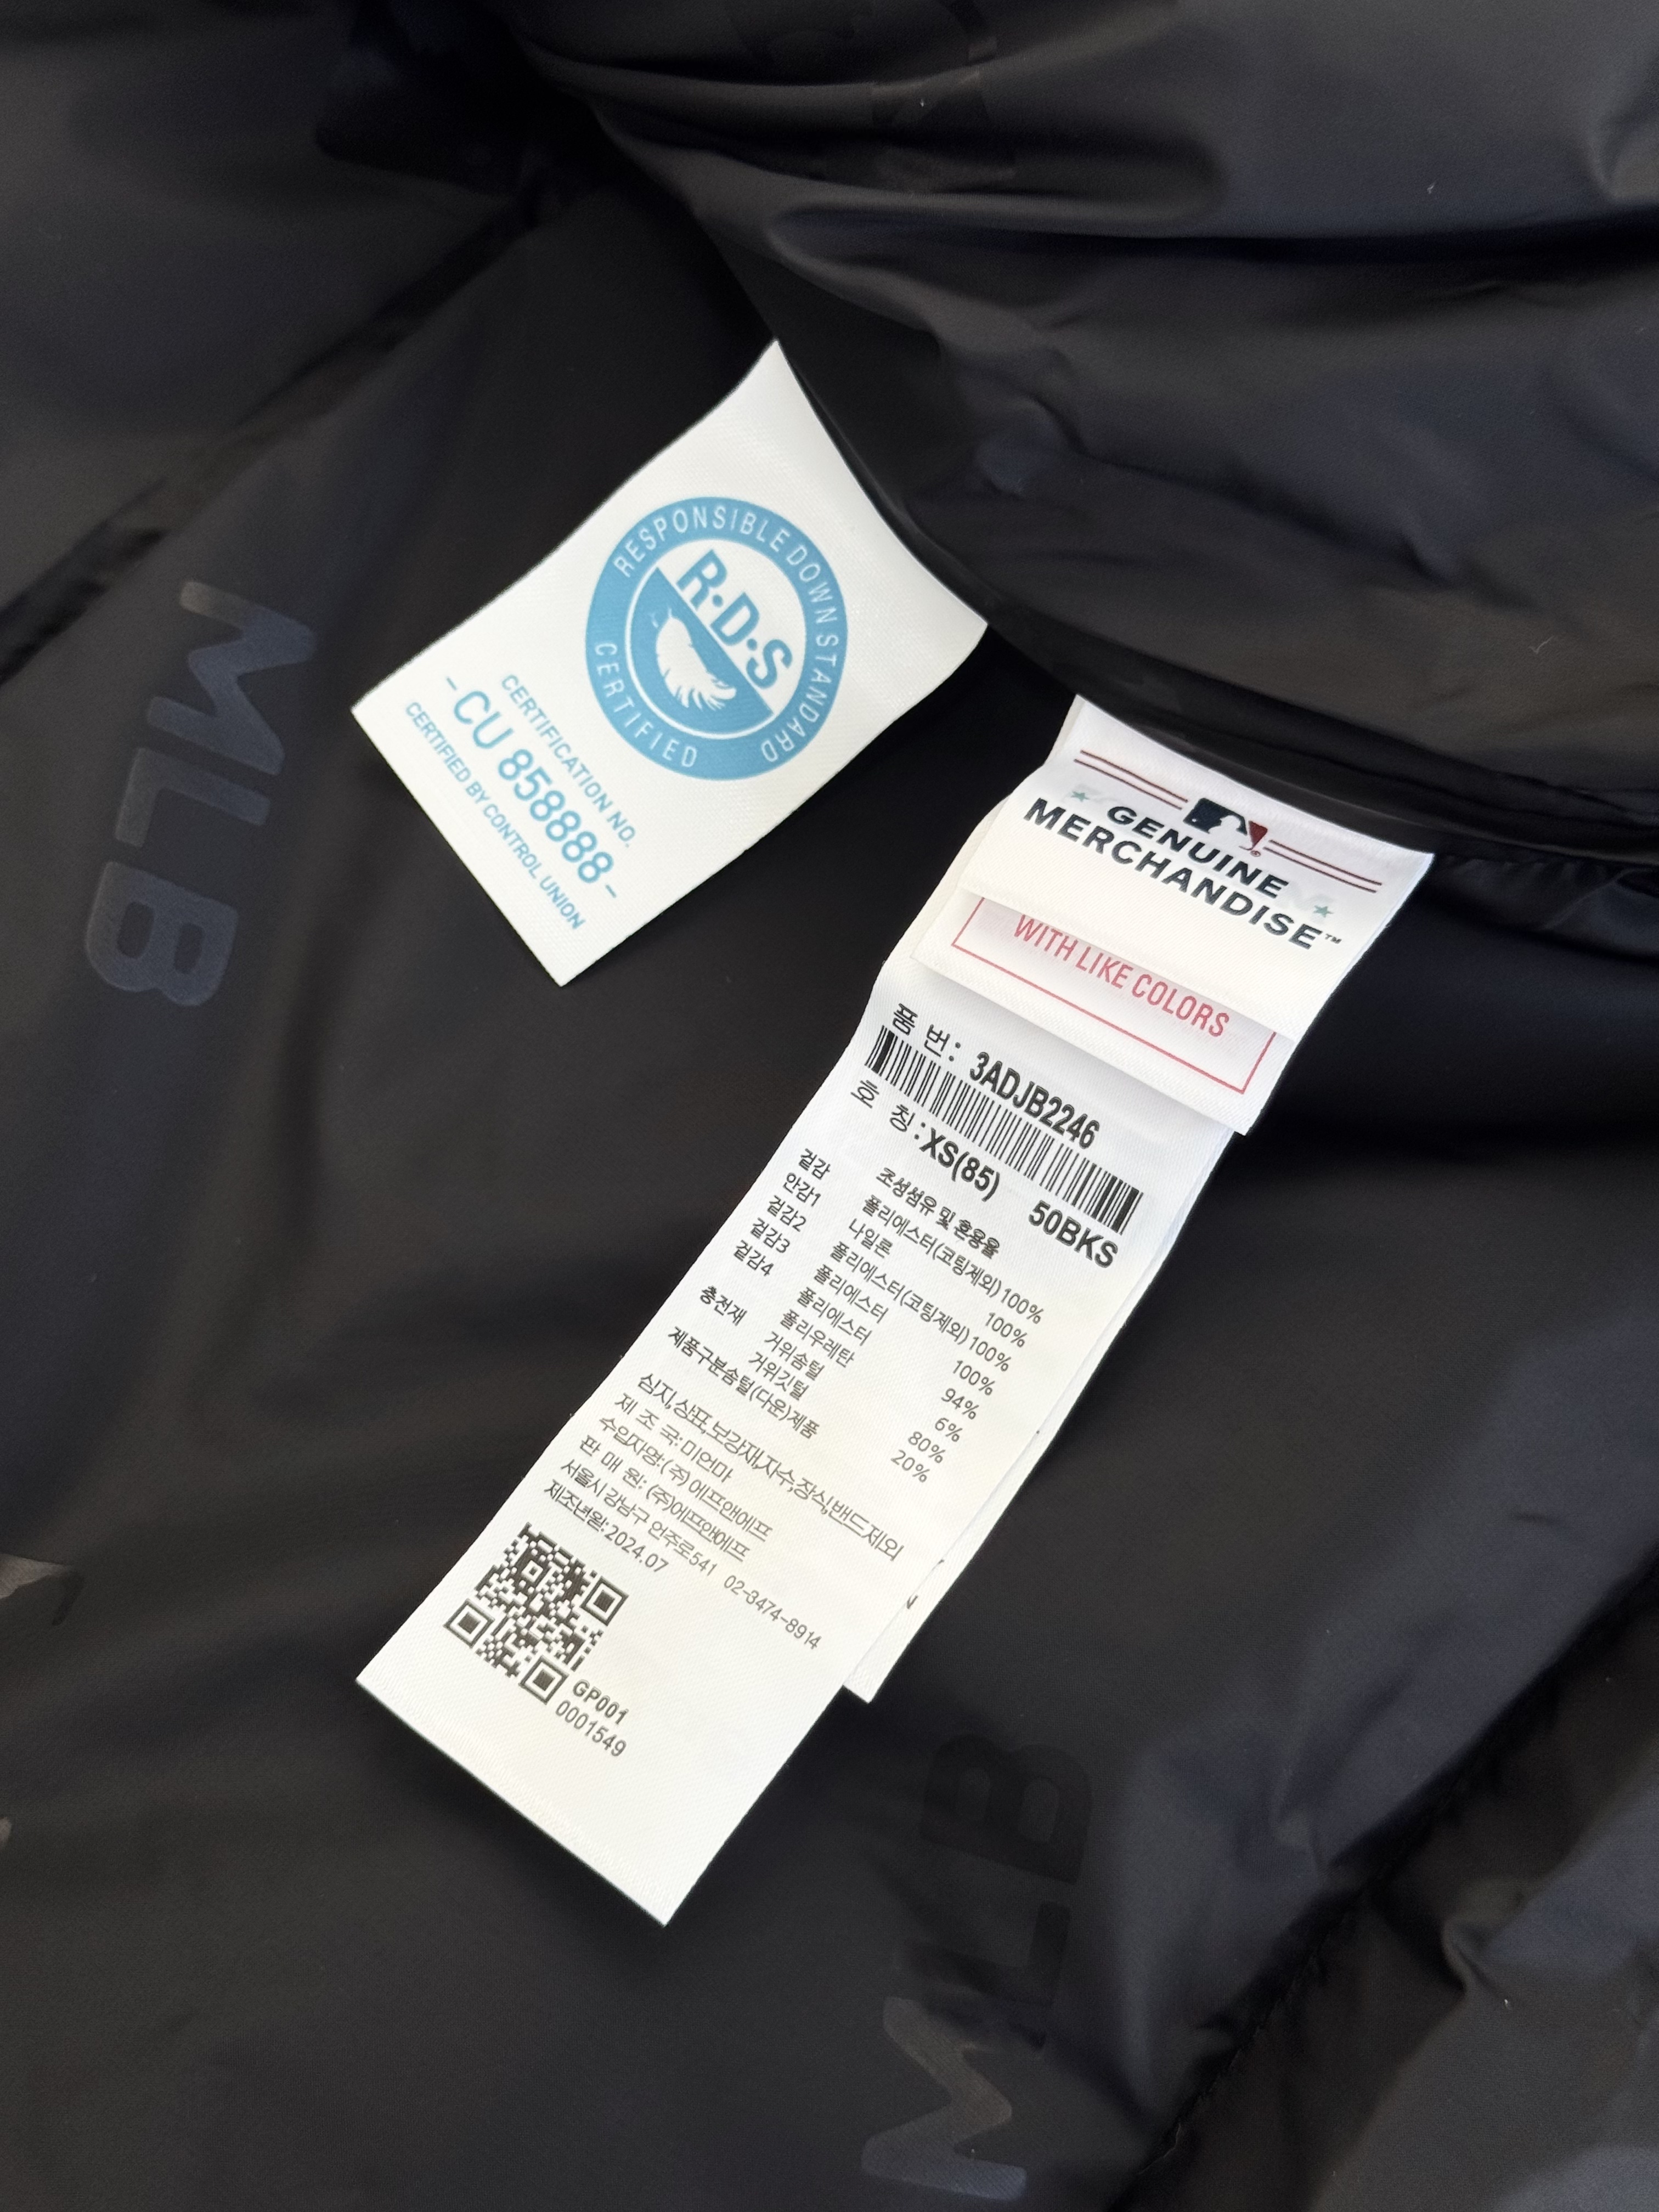 RESPONSIBLE DOWN STANDARD
R·D·S
CERTIFIED
CERTIFICATION NO.
-CU 858888-
CERTIFIED BY CONTROL UNION
MLB
GENUINE
MERCHANDISE™
WITH LIKE COLORS
품 번: 3ADJB2246
호 칭: XS(85) 50BKS
조성섬유 및 혼용율
겉감 폴리에스터(코팅제외) 100%
안감1 나일론 100%
겉감2 폴리에스터(코팅제외) 100%
겉감3 폴리에스터 100%
겉감4 폴리에스터 94%
폴리우레탄 6%
충전재 거위솜털 80%
거위깃털 20%
제품구분 솜털(다운)제품
심지,상표,보강재,자수,장식,밴드제외
제 조 국: 미얀마
수입자명: (주) 에프앤에프
판 매 원: (주)에프앤에프
서울시 강남구 언주로541 02-3474-8914
제조년월: 2024.07
GP001
0001549
MLB